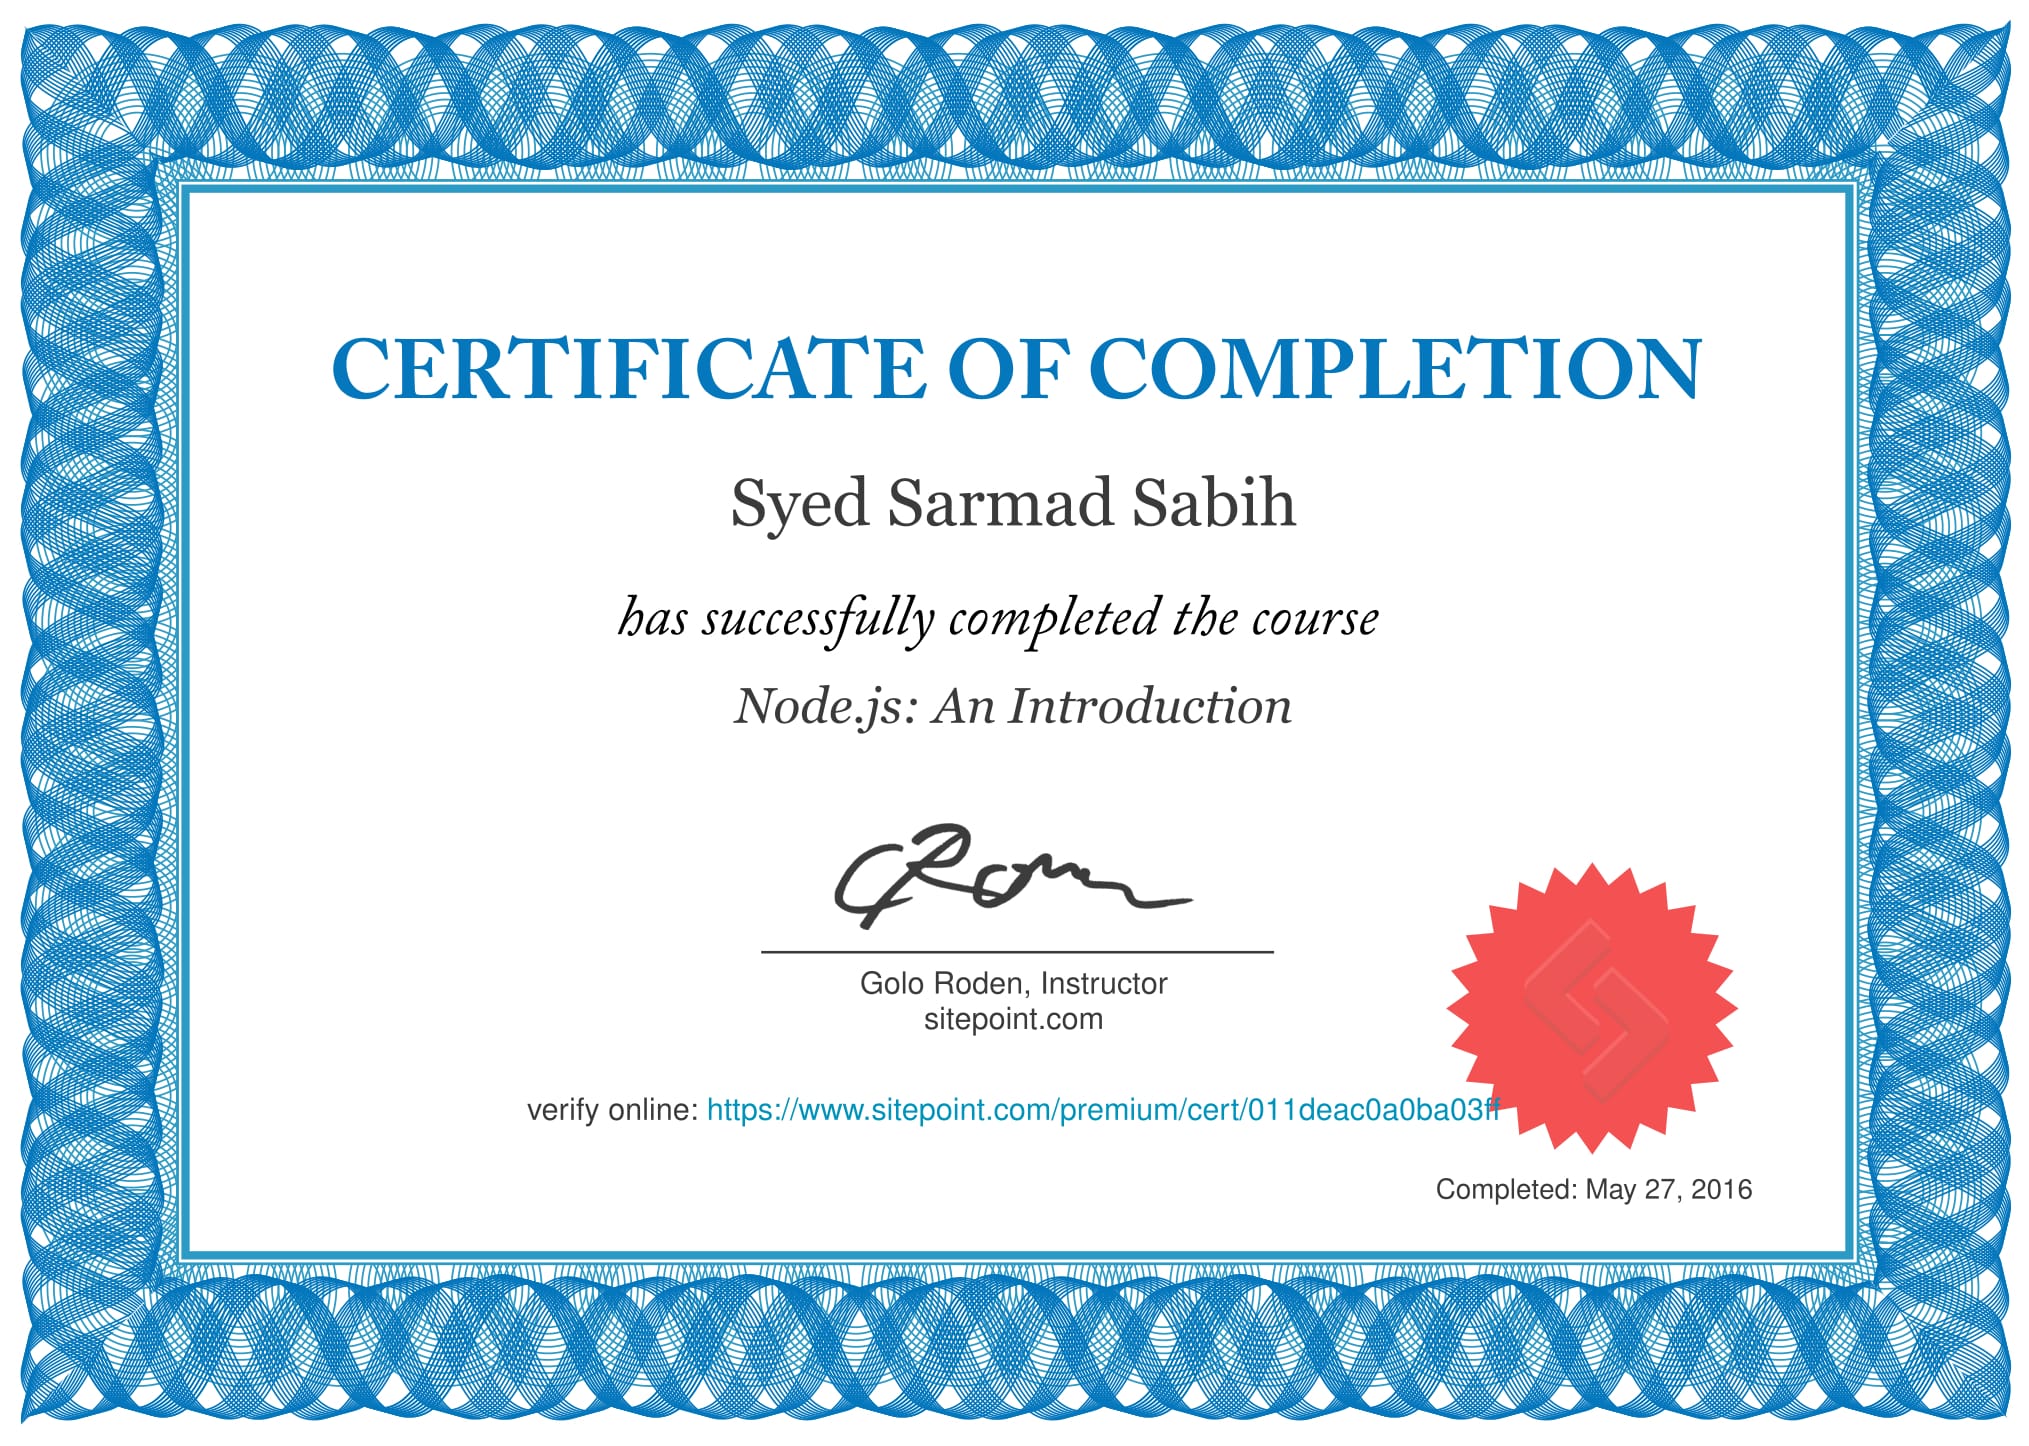 CERTIFICATE OF COMPLETION
Syed Sarmad Sabih
has successfully completed the course
Node.js: An Introduction
Golo Roden, Instructor
sitepoint.com
verify online: https://www.sitepoint.com/premium/cert/011deac0a0ba03ff
Completed: May 27, 2016